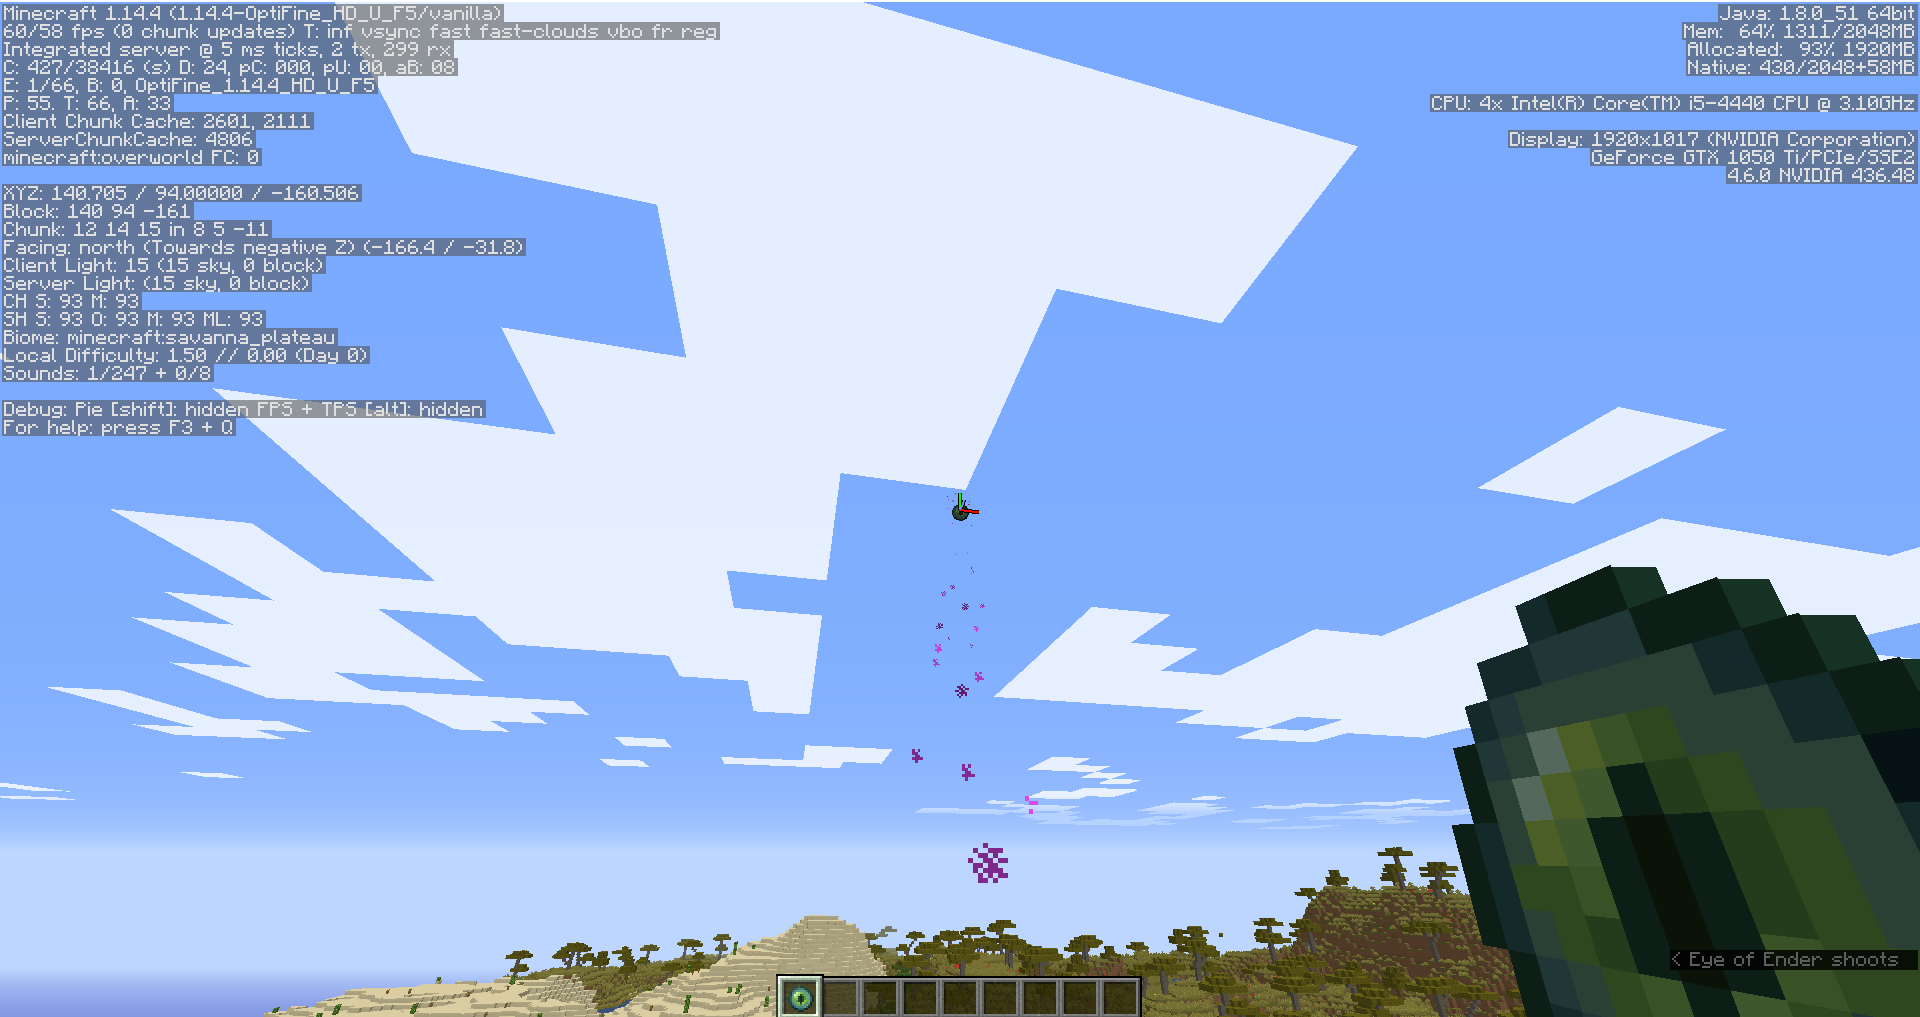 Minecraft 1.14.4 (1.14.4-OptiFine_HD_U_F5/vanilla)
60/58 fps (0 chunk updates) T: inf vsync fast fast-clouds vbo fr reg
Integrated server @ 5 ms ticks, 2 tx, 299 rx
C: 427/38416 (s) D: 24, pC: 000, pU: 00, aB: 08
E: 1/66, B: 0, OptiFine_1.14.4_HD_U_F5
P: 55. T: 66, A: 33
Client Chunk Cache: 2601, 2111
ServerChunkCache: 4806
minecraft:overworld FC: 0
XYZ: 140.705 / 94.00000 / -160.506
Block: 140 94 -161
Chunk: 12 14 15 in 8 5 -11
Facing: north (Towards negative Z) (-166.4 / -31.8)
Client Light: 15 (15 sky, 0 block)
Server Light: (15 sky, 0 block)
CH S: 93 M: 93
SH S: 93 O: 93 M: 93 ML: 93
Biome: minecraft:savanna_plateau
Local Difficulty: 1.50 // 0.00 (Day 0)
Sounds: 1/247 + 0/8
Debug: Pie [shift]: hidden FPS + TPS [alt]: hidden
For help: press F3 + Q
Java: 1.8.0_51 64bit
Mem: 64% 1311/2048MB
Allocated: 93% 1920MB
Native: 430/2048+58MB
CPU: 4x Intel(R) Core(TM) i5-4440 CPU @ 3.10GHz
Display: 1920x1017 (NVIDIA Corporation)
GeForce GTX 1050 Ti/PCIe/SSE2
4.6.0 NVIDIA 436.48
< Eye of Ender shoots